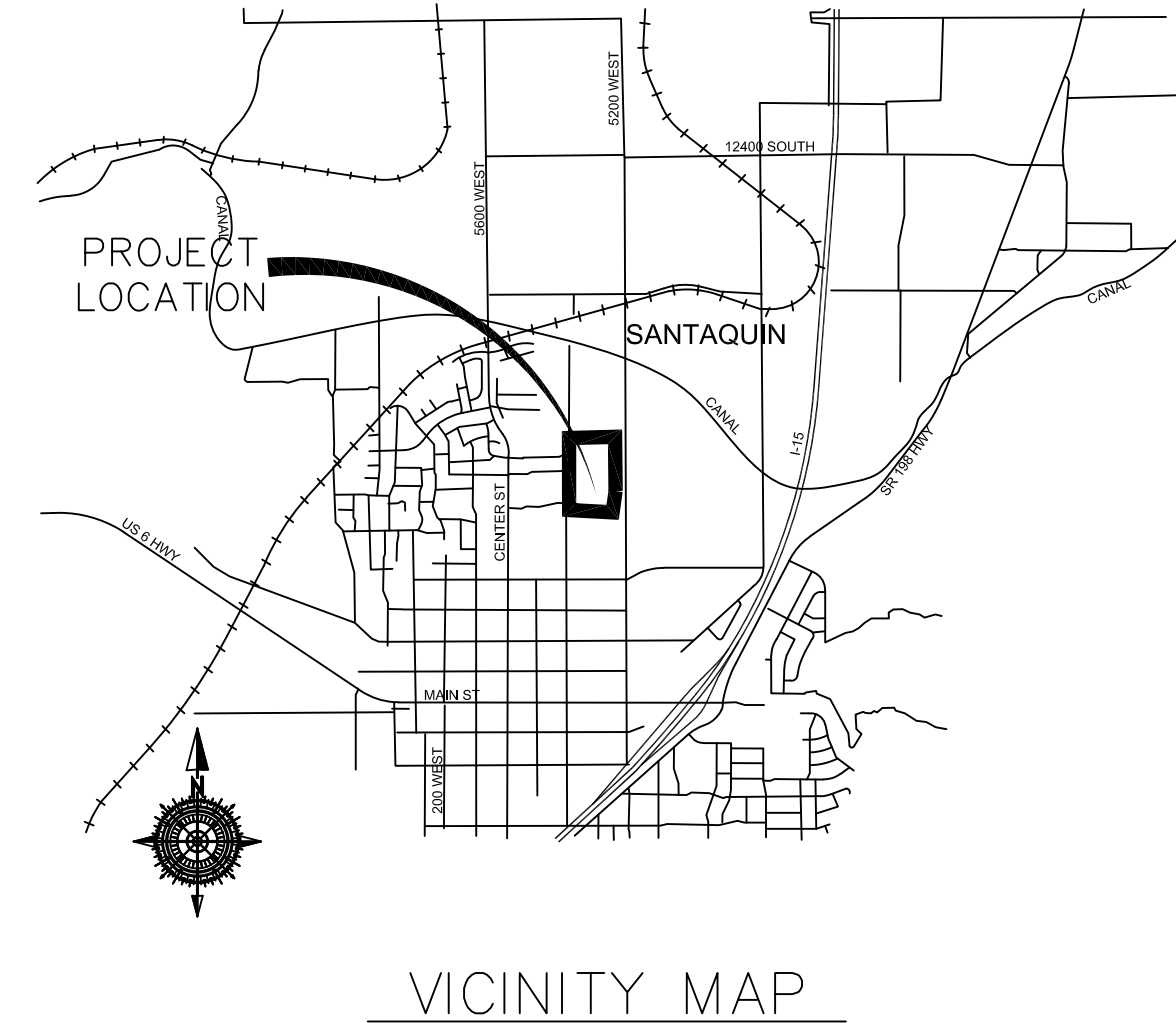 5200 WEST
12400 SOUTH
5600 WEST
CANAL
PROJECT
LOCATION
CANAL
SANTAQUIN
CANAL
I-15
SR 198 HWY
CENTER ST
US 6 HWY
MAIN ST
200 WEST
N
VICINITY MAP